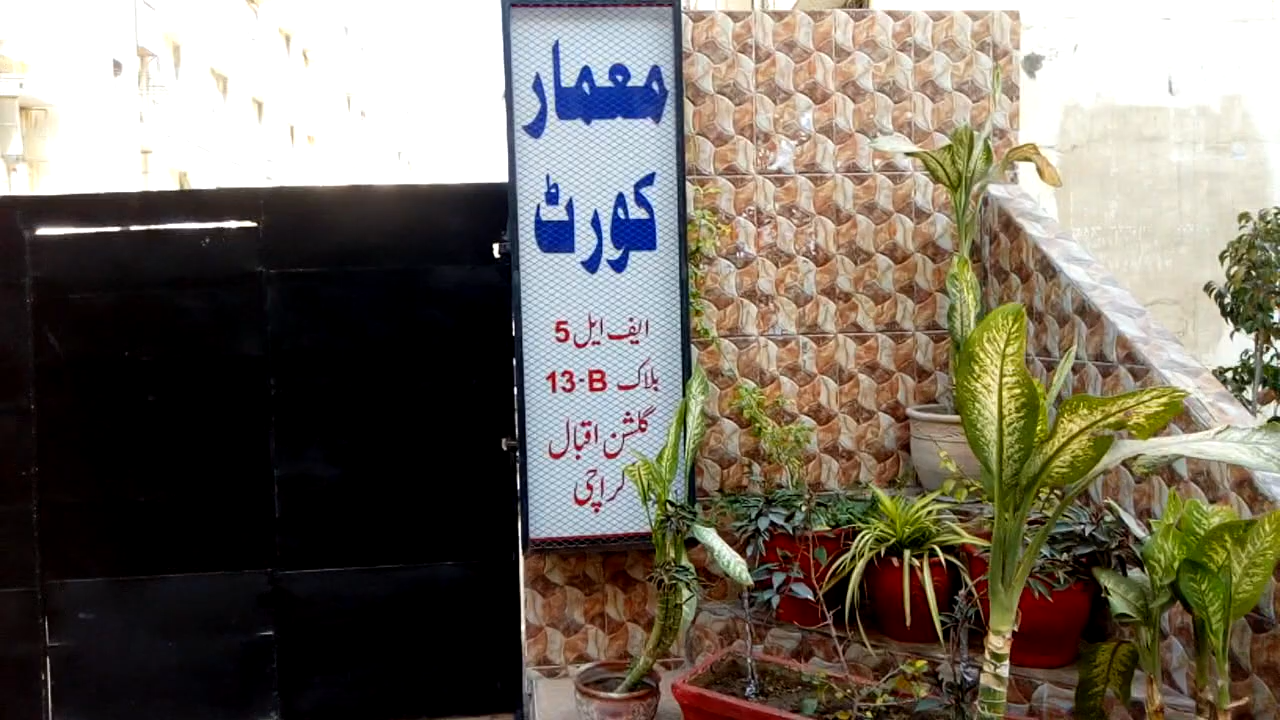 معمار
کورٹ
ایف ایل 5
بلاک 13-B
گلشن اقبال
کراچی